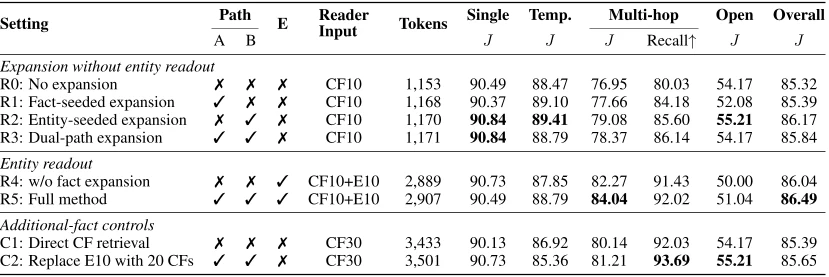 Setting Path E Reader Input Tokens Single Temp. Multi-hop Open Overall
A B J J J Recall↑ J J
Expansion without entity readout
R0: No expansion ✗ ✗ ✗ CF10 1,153 90.49 88.47 76.95 80.03 54.17 85.32
R1: Fact-seeded expansion ✓ ✗ ✗ CF10 1,168 90.37 89.10 77.66 84.18 52.08 85.39
R2: Entity-seeded expansion ✗ ✓ ✗ CF10 1,170 90.84 89.41 79.08 85.60 55.21 86.17
R3: Dual-path expansion ✓ ✓ ✗ CF10 1,171 90.84 88.79 78.37 86.14 54.17 85.84
Entity readout
R4: w/o fact expansion ✗ ✗ ✓ CF10+E10 2,889 90.73 87.85 82.27 91.43 50.00 86.04
R5: Full method ✓ ✓ ✓ CF10+E10 2,907 90.49 88.79 84.04 92.02 51.04 86.49
Additional-fact controls
C1: Direct CF retrieval ✗ ✗ ✗ CF30 3,433 90.13 86.92 80.14 92.03 54.17 85.39
C2: Replace E10 with 20 CFs ✓ ✓ ✗ CF30 3,501 90.73 85.36 81.21 93.69 55.21 85.65